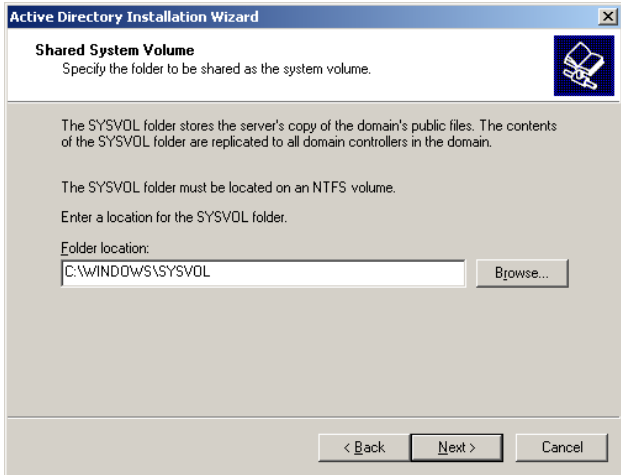 Active Directory Installation Wizard
Shared System Volume
Specify the folder to be shared as the system volume.
The SYSVOL folder stores the server's copy of the domain's public files. The contents
of the SYSVOL folder are replicated to all domain controllers in the domain.
The SYSVOL folder must be located on an NTFS volume.
Enter a location for the SYSVOL folder.
Folder location:
C:\WINDOWS\SYSVOL
Browse...
< Back
Next >
Cancel